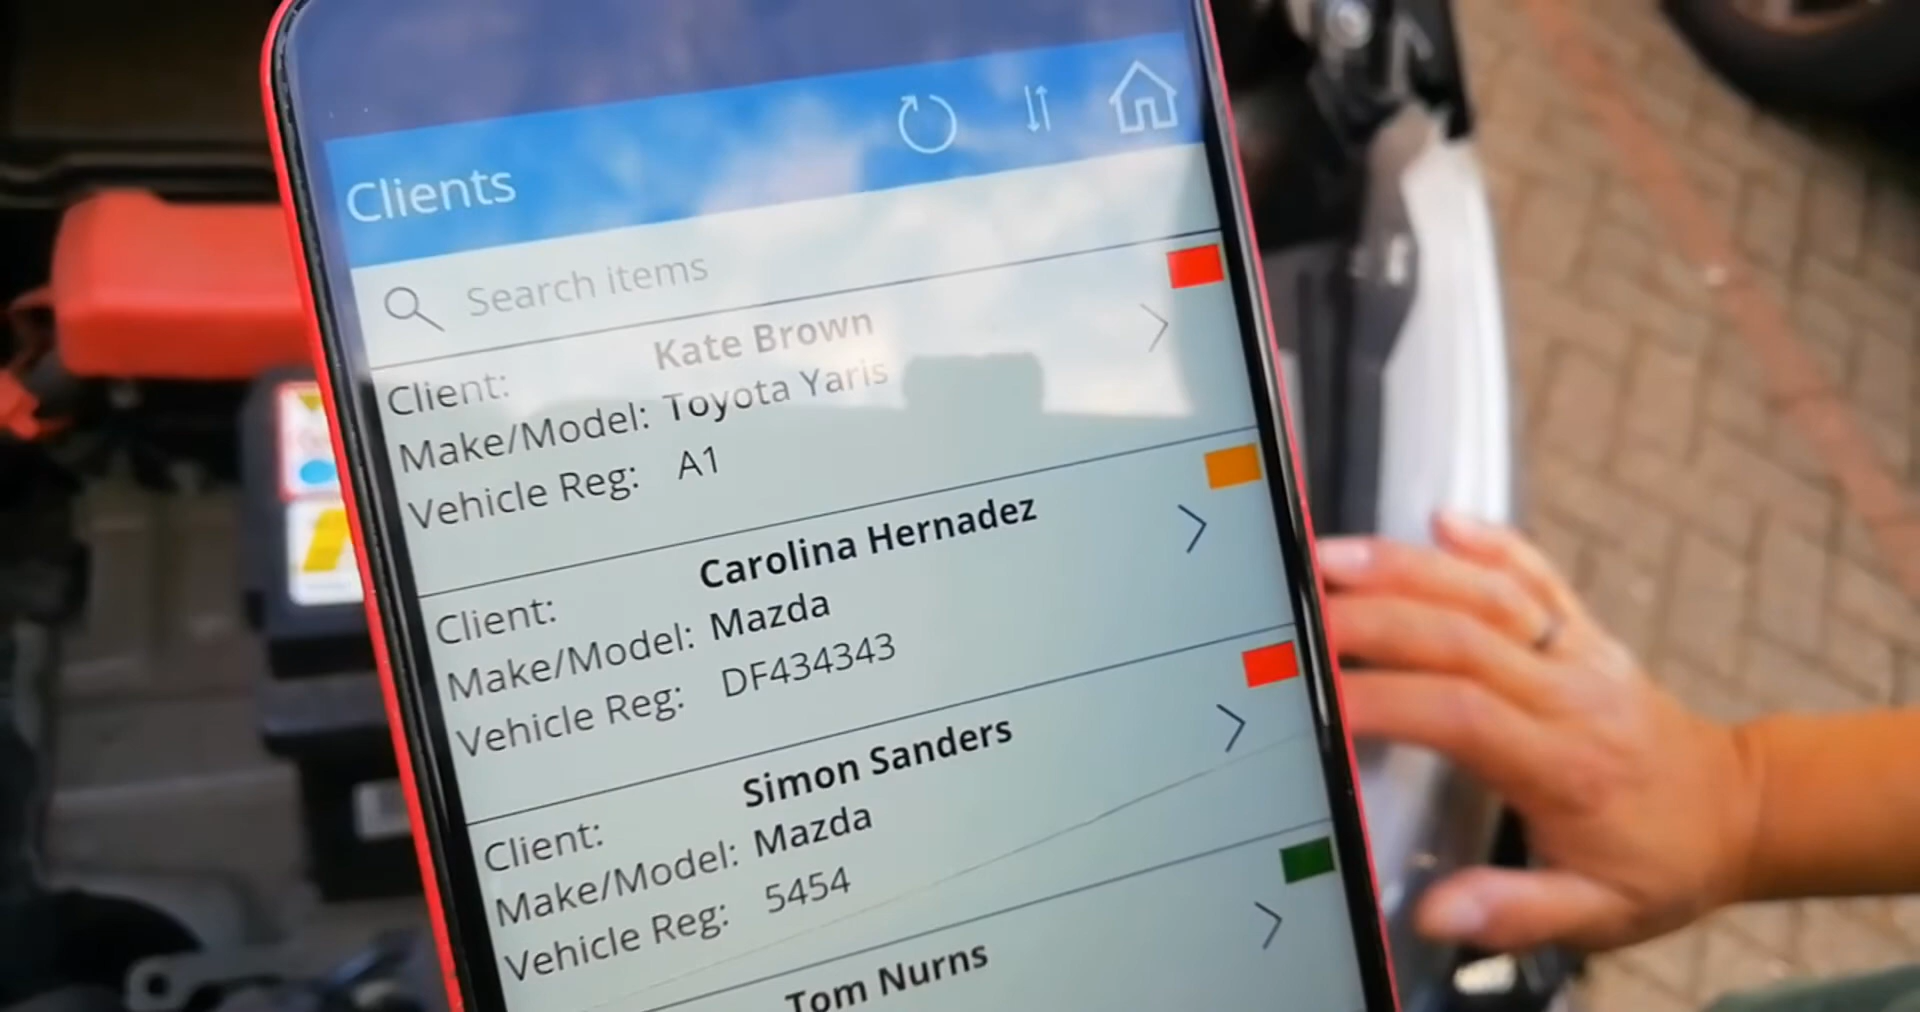 Clients
Search items
Client: Kate Brown
Make/Model: Toyota Yaris
Vehicle Reg: A1
Client: Carolina Hernadez
Make/Model: Mazda
Vehicle Reg: DF434343
Client: Simon Sanders
Make/Model: Mazda
Vehicle Reg: 5454
Tom Nurns